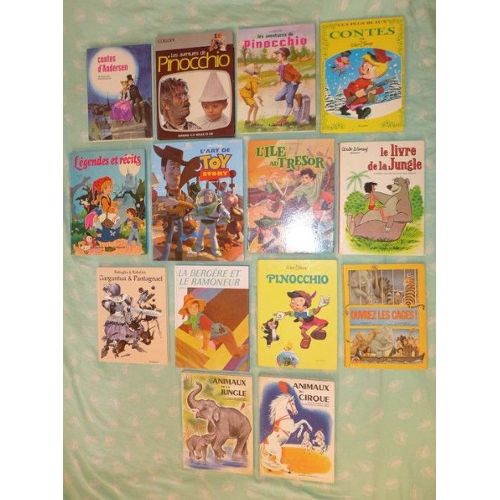 contes
d'Andersen
COLLODI
Les aventures de
Pinocchio
les aventures de
Pinocchio
LES PLUS BEAUX
CONTES
Walt Disney
Légendes et récits
L'ART DE
TOY
STORY
L'ILE
AU TRESOR
Walt Disney
le livre
de la Jungle
Battaglia & Rabelais
Gargantua & Pantagruel
LA BERGÈRE ET LE
RAMONEUR
Walt Disney
PINOCCHIO
OUVREZ LES CAGES!
ANIMAUX
DE LA
JUNGLE
ANIMAUX
DU
CIRQUE